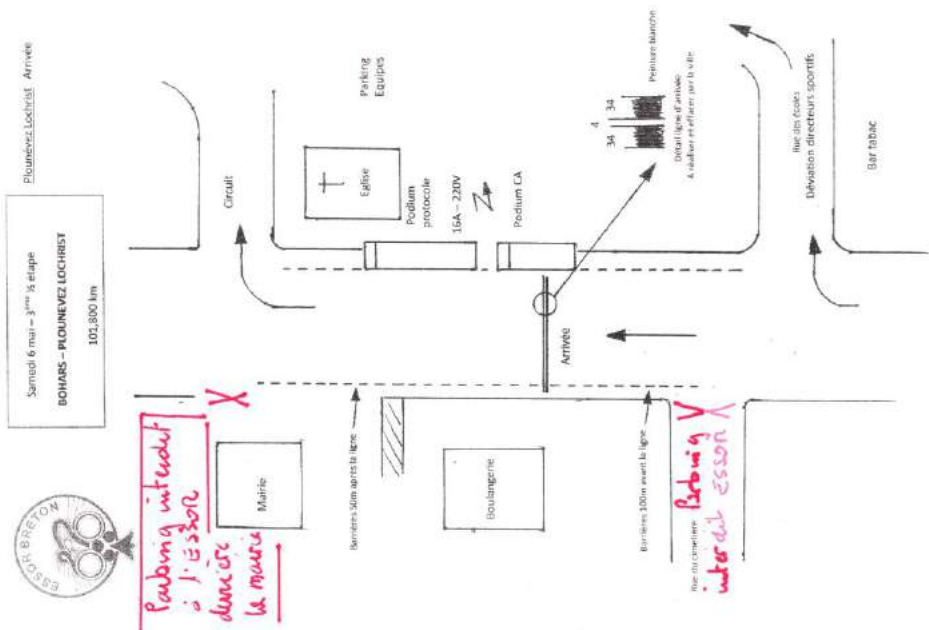 ESSOR BRETON
Samedi 6 mai – 3ème ½ étape
BOHARS – PLOUNEVEZ LOCHRIST
101,800 km
Plounévez Lochrist Arrivée
Parking interdit
à l'ESSOR
derrière
la mairie
X
Circuit
Mairie
Eglise
Parking
Equipes
Podium
protocole
16A – 220V
Podium CA
Barrières 50m après la ligne
Boulangerie
Arrivée
34 4 34
Peinture blanche
Détail ligne d'arrivée
A réaliser et effacer par la ville
Barrières 100m avant la ligne
Rue du cimetière
Parking X
interdit ESSOR
Rue des écoles
Déviation directeurs sportifs
Bar tabac